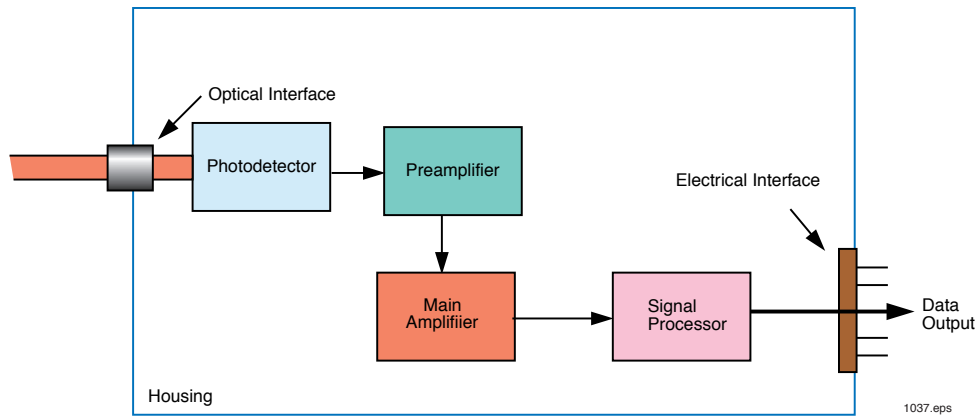 Optical Interface
Photodetector
Preamplifier
Electrical Interface
Main
Amplifiier
Signal
Processor
Data
Output
Housing
1037.eps